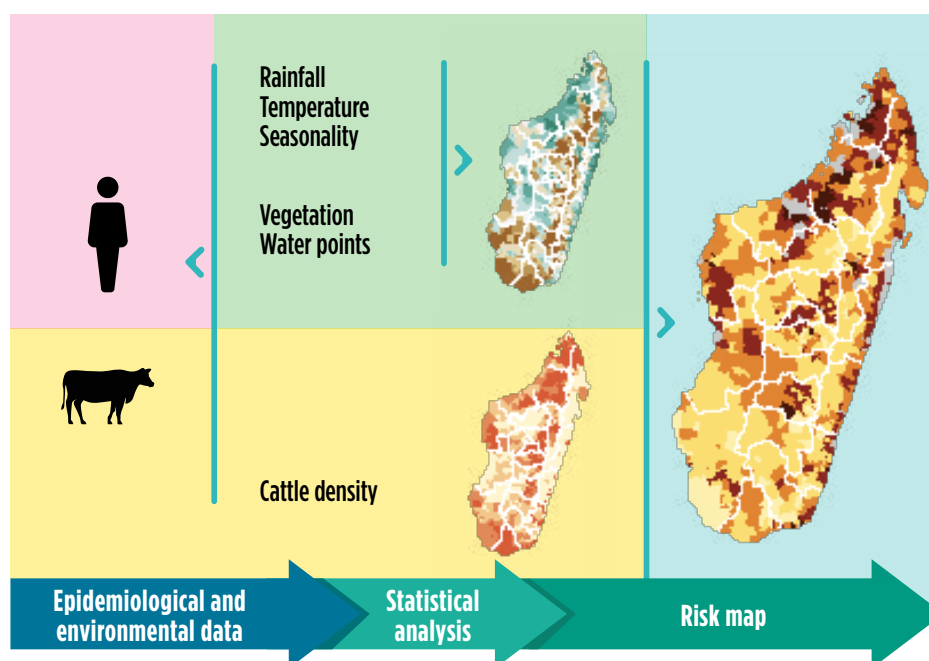 Rainfall
Temperature
Seasonality
Vegetation
Water points
Cattle density
Epidemiological and
environmental data
Statistical
analysis
Risk map